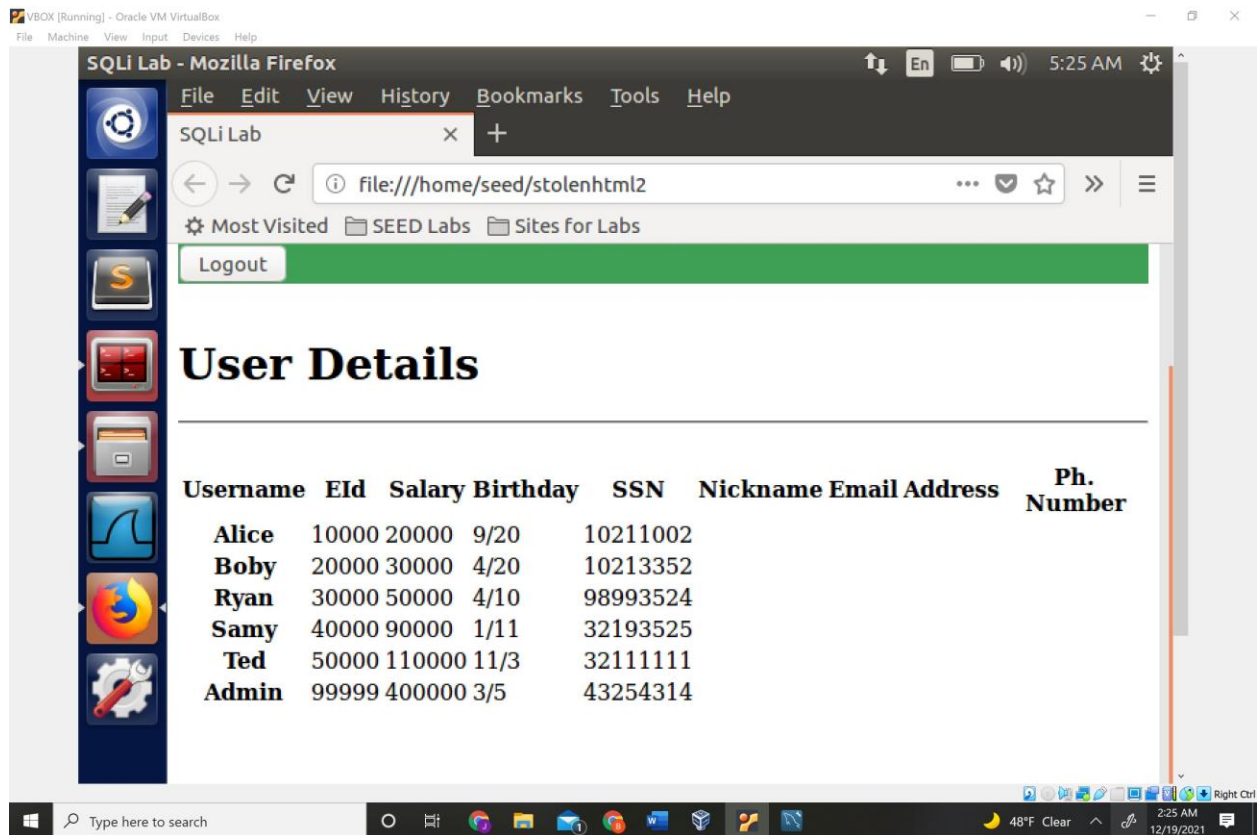 VBOX [Running] - Oracle VM VirtualBox
File Machine View Input Devices Help
SQLi Lab - Mozilla Firefox En 5:25 AM
File Edit View History Bookmarks Tools Help
SQLi Lab
file:///home/seed/stolenhtml2
Most Visited SEED Labs Sites for Labs
Logout
User Details
Username EId Salary Birthday SSN Nickname Email Address Ph. Number
Alice 10000 20000 9/20 10211002
Boby 20000 30000 4/20 10213352
Ryan 30000 50000 4/10 98993524
Samy 40000 90000 1/11 32193525
Ted 50000 110000 11/3 32111111
Admin 99999 400000 3/5 43254314
Right Ctrl
Type here to search 48°F Clear 2:25 AM
12/19/2021